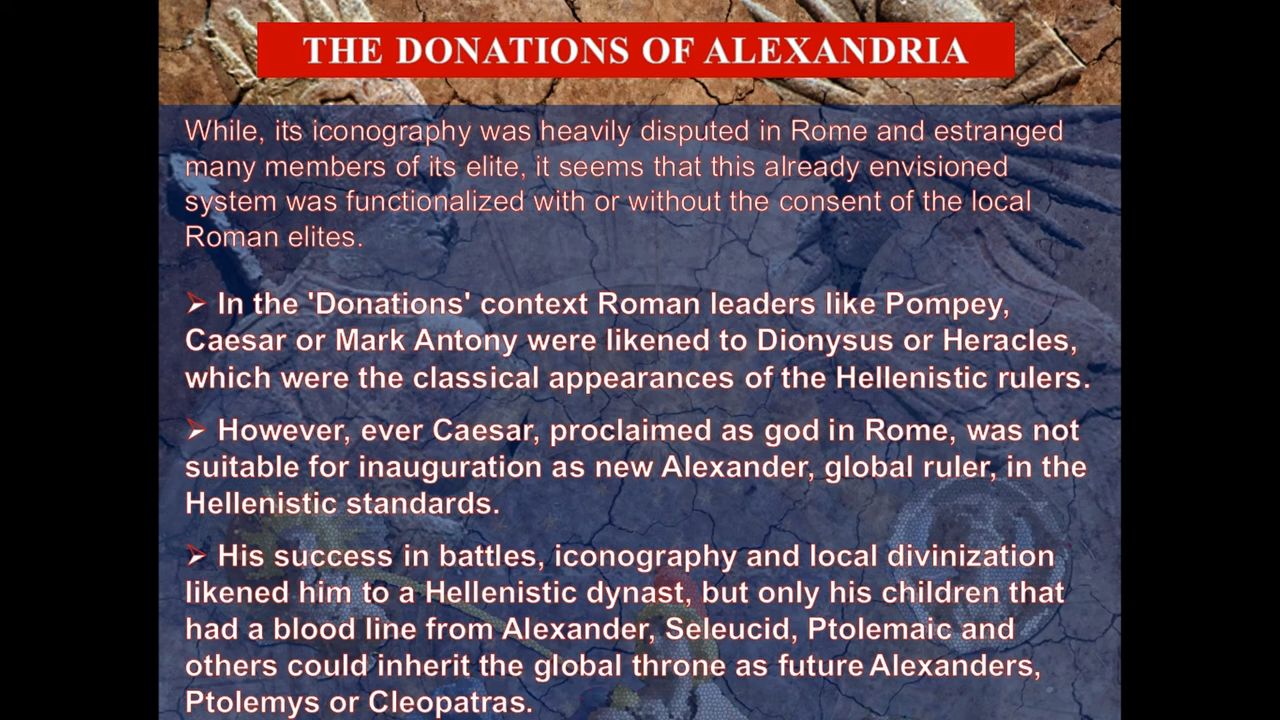 THE DONATIONS OF ALEXANDRIA
While, its iconography was heavily disputed in Rome and estranged
many members of its elite, it seems that this already envisioned
system was functionalized with or without the consent of the local
Roman elites.
➢ In the 'Donations' context Roman leaders like Pompey,
Caesar or Mark Antony were likened to Dionysus or Heracles,
which were the classical appearances of the Hellenistic rulers.
➢ However, ever Caesar, proclaimed as god in Rome, was not
suitable for inauguration as new Alexander, global ruler, in the
Hellenistic standards.
➢ His success in battles, iconography and local divinization
likened him to a Hellenistic dynast, but only his children that
had a blood line from Alexander, Seleucid, Ptolemaic and
others could inherit the global throne as future Alexanders,
Ptolemys or Cleopatras.